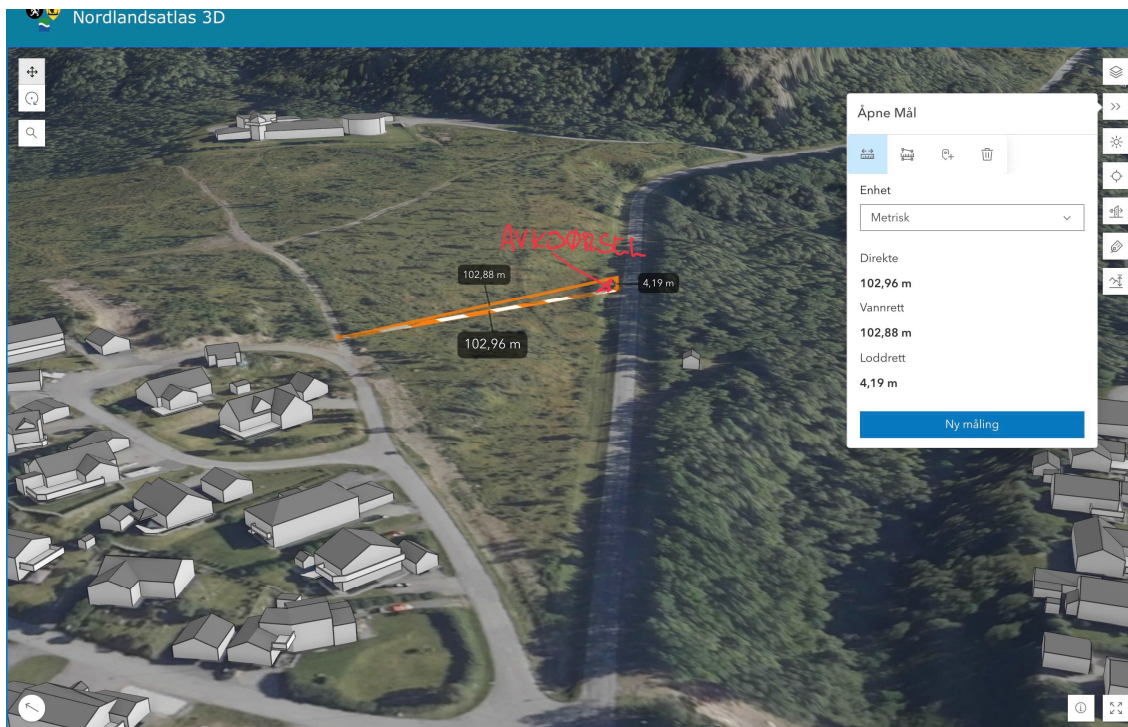 Nordlandsatlas 3D
AVKJØRSEL
102,88 m
4,19 m
102,96 m
Åpne Mål
Enhet
Metrisk
Direkte
102,96 m
Vannrett
102,88 m
Loddrett
4,19 m
Ny måling